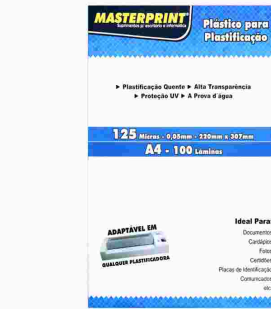 MASTERPRINT
Suprimentos p/ escritório e informática
Plástico para
Plastificação
▶ Plastificação Quente ▶ Alta Transparência
▶ Proteção UV ▶ A Prova d´água
125 Micras - 0,05mm - 220mm x 307mm
A4 - 100 Lâminas
ADAPTÁVEL EM
QUALQUER PLASTIFICADORA
Ideal Para:
Documentos
Cardápios
Fotos
Certidões
Placas de Identificação
Comunicados
etc.